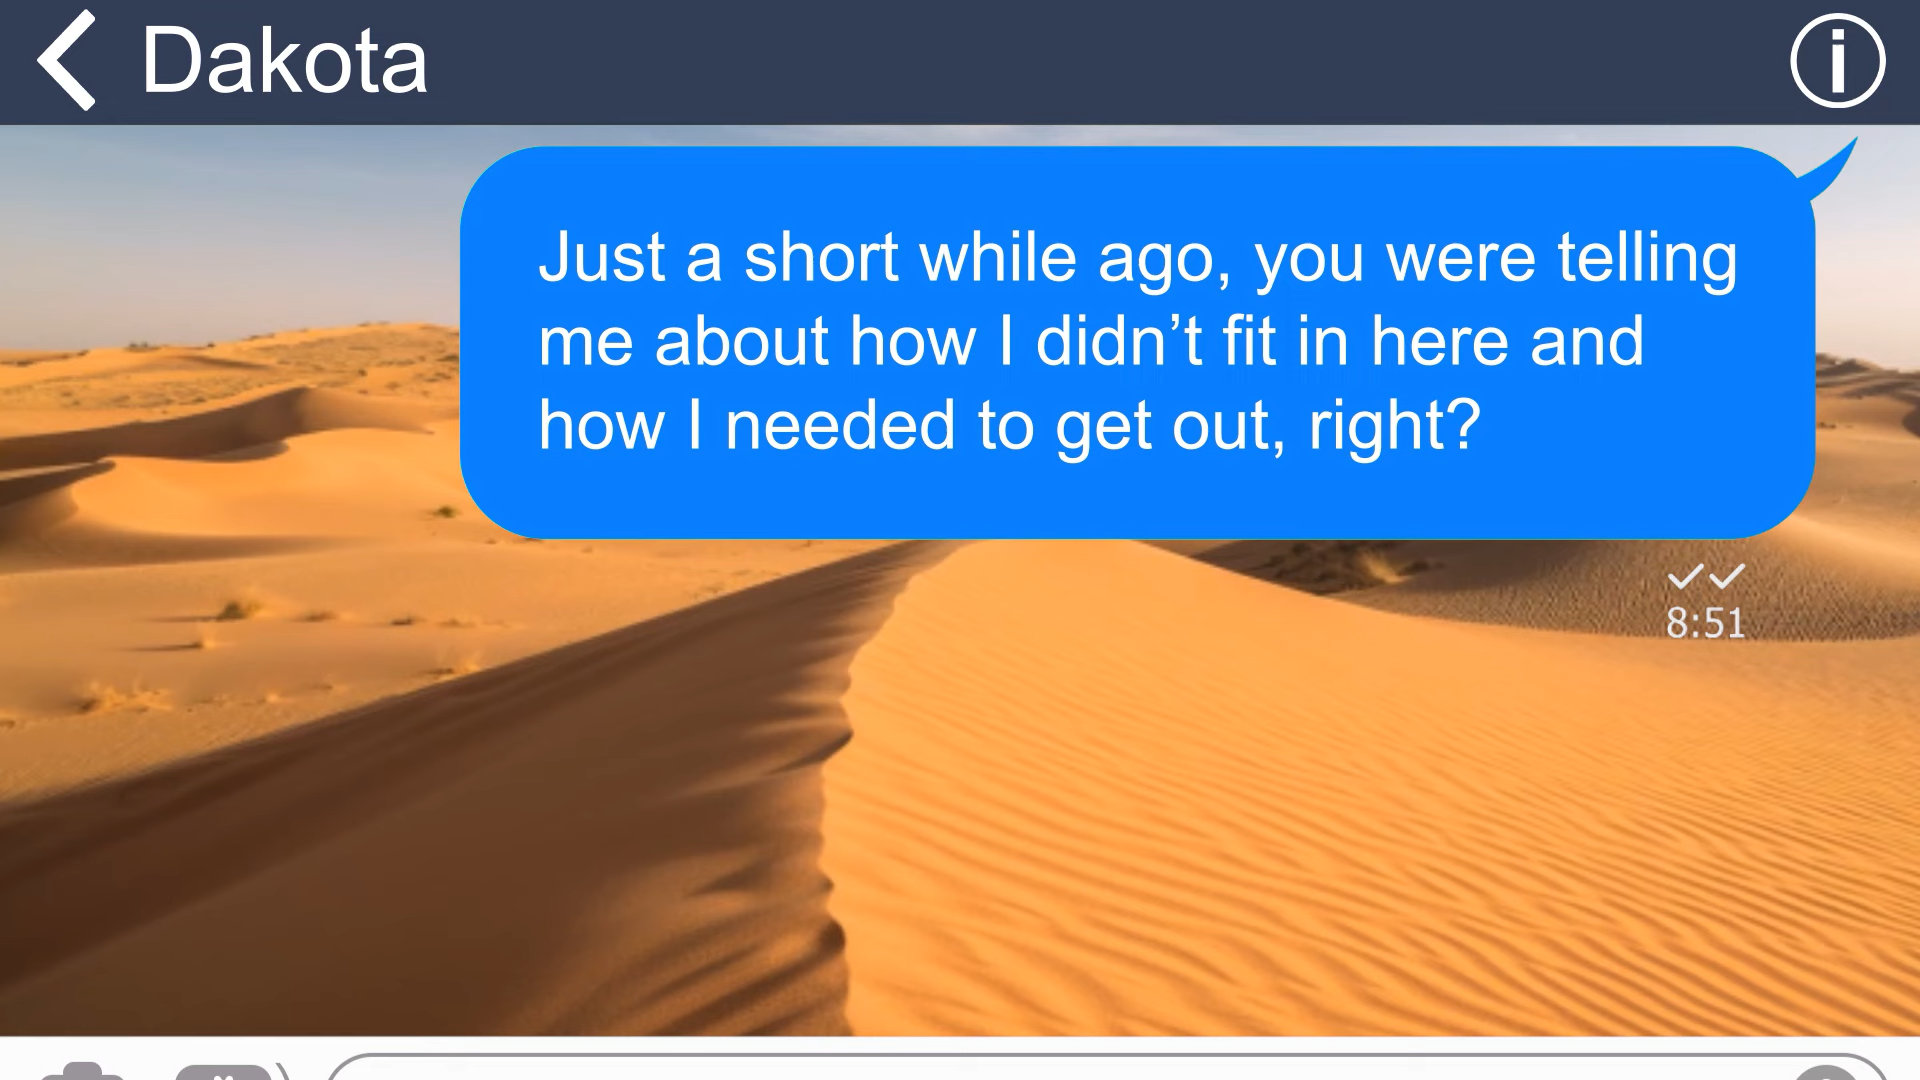 Dakota
Just a short while ago, you were telling
me about how I didn’t fit in here and
how I needed to get out, right?
8:51